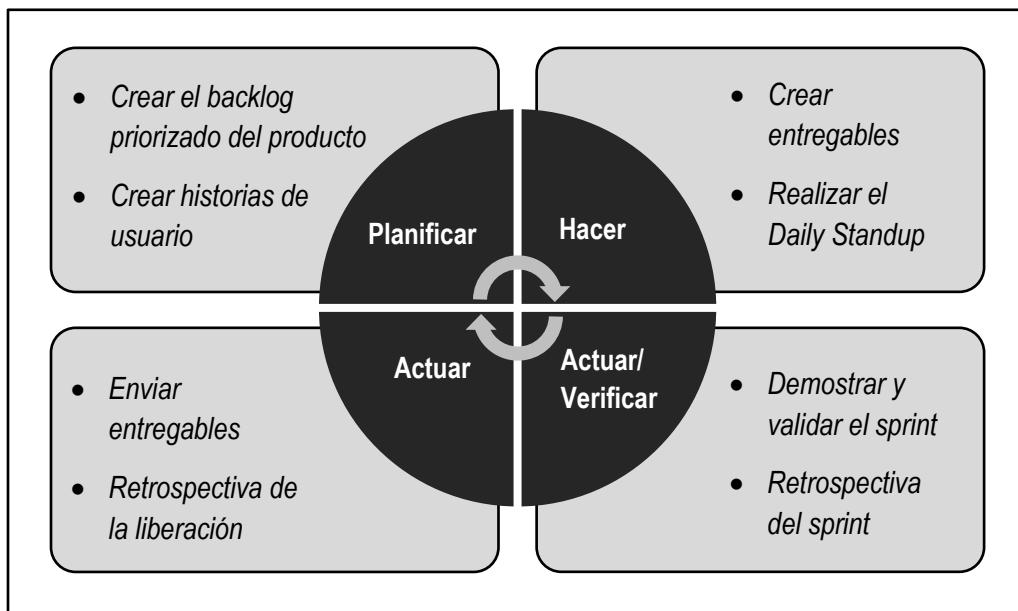 • Crear el backlog
priorizado del producto
• Crear historias de
usuario
• Crear
entregables
• Realizar el
Daily Standup
Planificar
Hacer
Actuar
Actuar/
Verificar
• Enviar
entregables
• Retrospectiva de
la liberación
• Demostrar y
validar el sprint
• Retrospectiva
del sprint